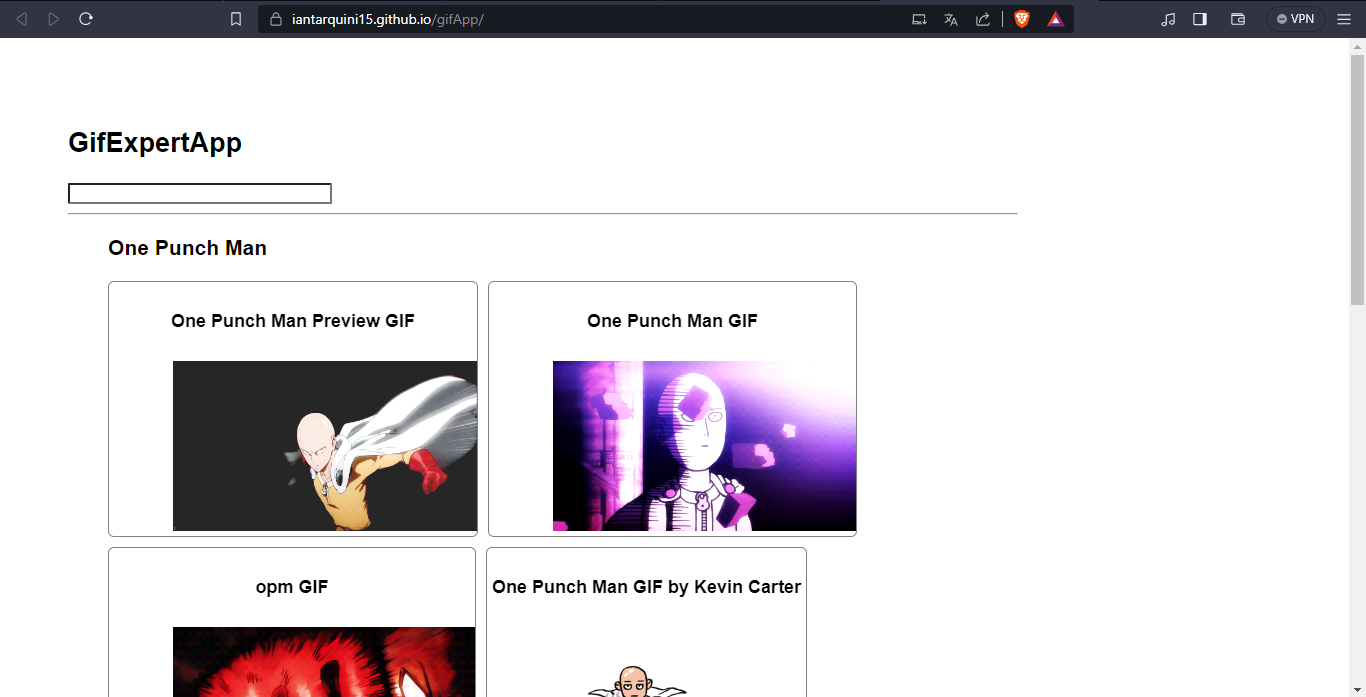 iantarquini15.github.io/gifApp/
VPN
GifExpertApp
One Punch Man
One Punch Man Preview GIF
One Punch Man GIF
opm GIF
One Punch Man GIF by Kevin Carter